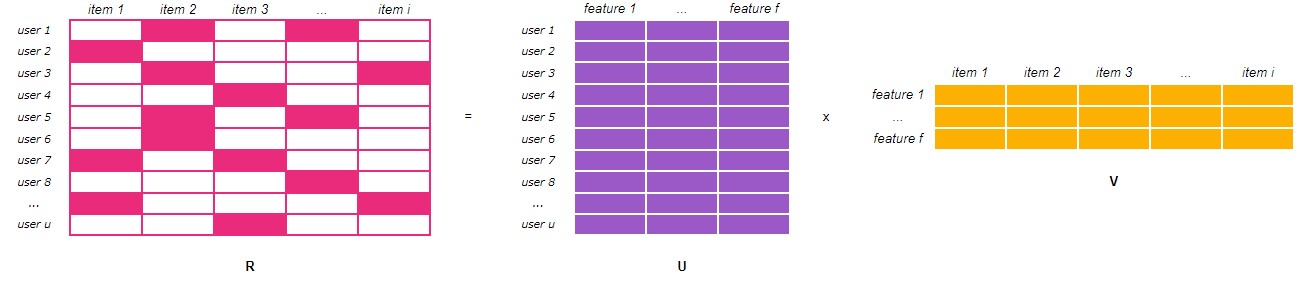 item 1 item 2 item 3 ... item i
user 1
user 2
user 3
user 4
user 5
user 6
user 7
user 8
...
user u
R
=
feature 1 ... feature f
user 1
user 2
user 3
user 4
user 5
user 6
user 7
user 8
...
user u
U
x
item 1 item 2 item 3 ... item i
feature 1
...
feature f
V